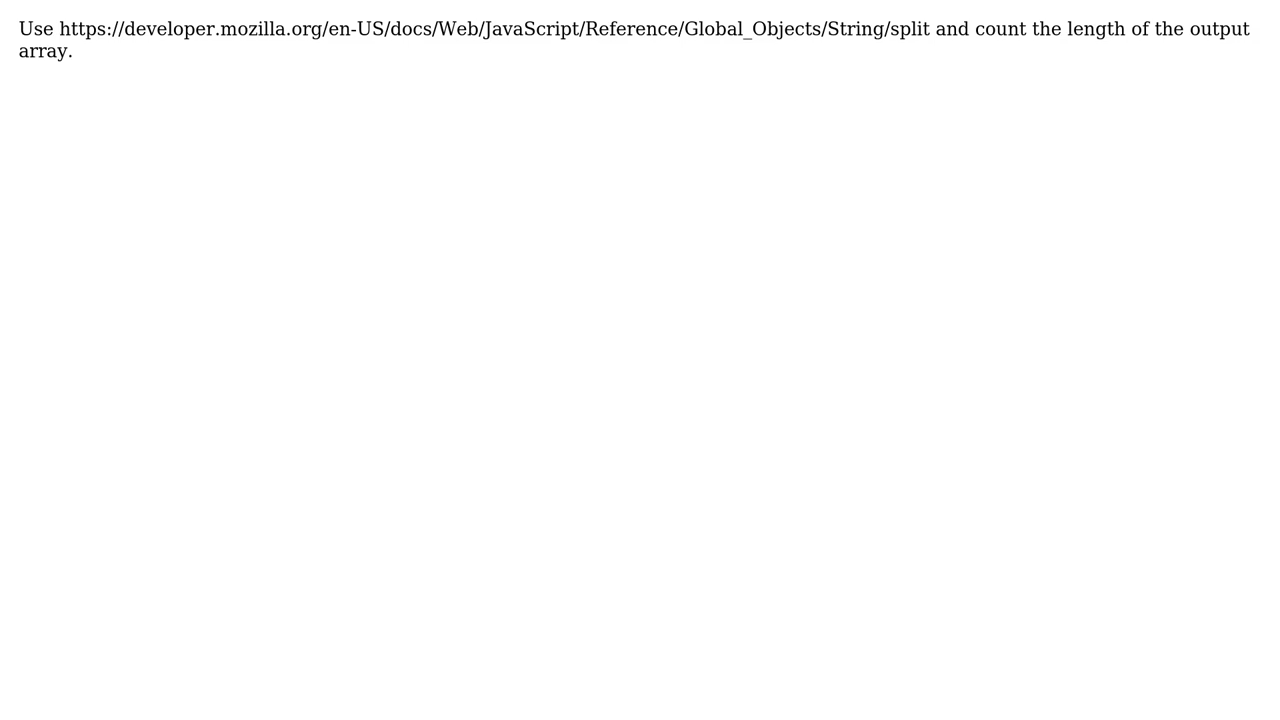 Use https://developer.mozilla.org/en-US/docs/Web/JavaScript/Reference/Global_Objects/String/split and count the length of the output
array.